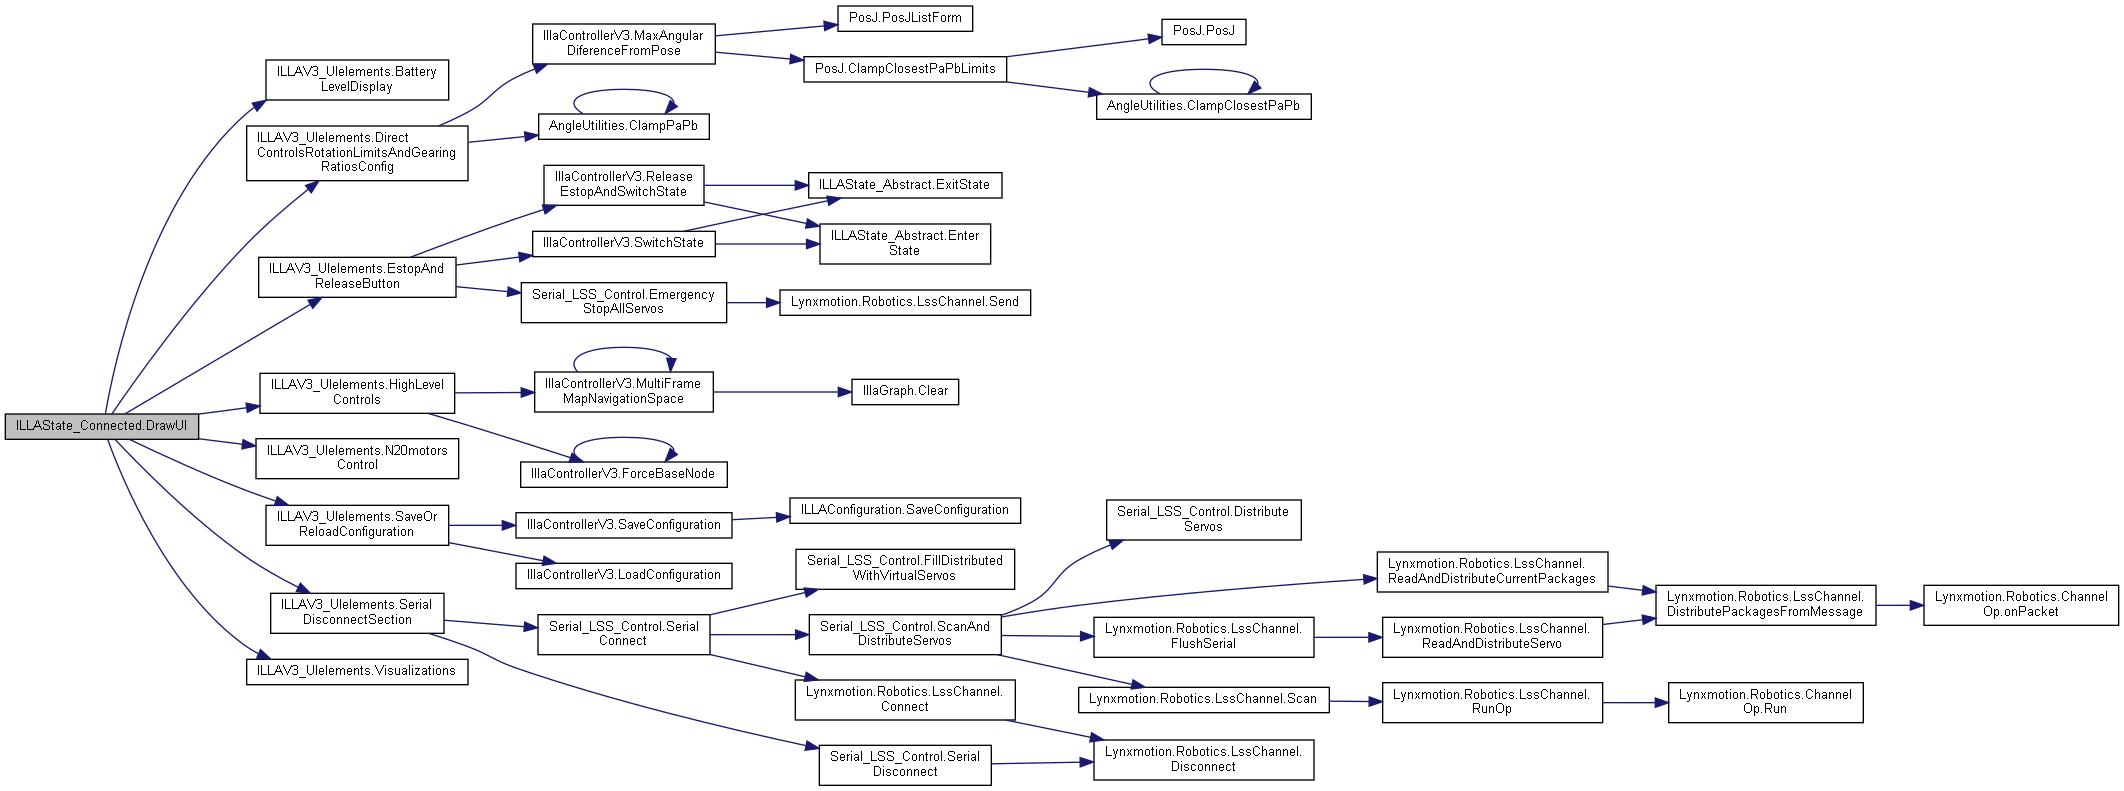 ILLAState_Connected.DrawUI
ILLAV3_UIelements.Battery
LevelDisplay
ILLAV3_UIelements.Direct
ControlsRotationLimitsAndGearing
RatiosConfig
ILLAV3_UIelements.EstopAnd
ReleaseButton
ILLAV3_UIelements.HighLevel
Controls
ILLAV3_UIelements.N20motors
Control
ILLAV3_UIelements.SaveOr
ReloadConfiguration
ILLAV3_UIelements.Serial
DisconnectSection
ILLAV3_UIelements.Visualizations
IllaControllerV3.MaxAngular
DiferenceFromPose
AngleUtilities.ClampPaPb
IllaControllerV3.Release
EstopAndSwitchState
IllaControllerV3.SwitchState
Serial_LSS_Control.Emergency
StopAllServos
IllaControllerV3.MultiFrame
MapNavigationSpace
IllaControllerV3.ForceBaseNode
IllaControllerV3.SaveConfiguration
IllaControllerV3.LoadConfiguration
Serial_LSS_Control.Serial
Connect
PosJ.PosJListForm
PosJ.ClampClosestPaPbLimits
ILLAState_Abstract.ExitState
ILLAState_Abstract.Enter
State
Lynxmotion.Robotics.LssChannel.Send
IllaGraph.Clear
ILLAConfiguration.SaveConfiguration
Serial_LSS_Control.FillDistributed
WithVirtualServos
Serial_LSS_Control.ScanAnd
DistributeServos
Lynxmotion.Robotics.LssChannel.
Connect
Serial_LSS_Control.Serial
Disconnect
PosJ.PosJ
AngleUtilities.ClampClosestPaPb
Serial_LSS_Control.Distribute
Servos
Lynxmotion.Robotics.LssChannel.
FlushSerial
Lynxmotion.Robotics.LssChannel.Scan
Lynxmotion.Robotics.LssChannel.
Disconnect
Lynxmotion.Robotics.LssChannel.
ReadAndDistributeCurrentPackages
Lynxmotion.Robotics.LssChannel.
ReadAndDistributeServo
Lynxmotion.Robotics.LssChannel.
RunOp
Lynxmotion.Robotics.LssChannel.
DistributePackagesFromMessage
Lynxmotion.Robotics.Channel
Op.Run
Lynxmotion.Robotics.Channel
Op.onPacket